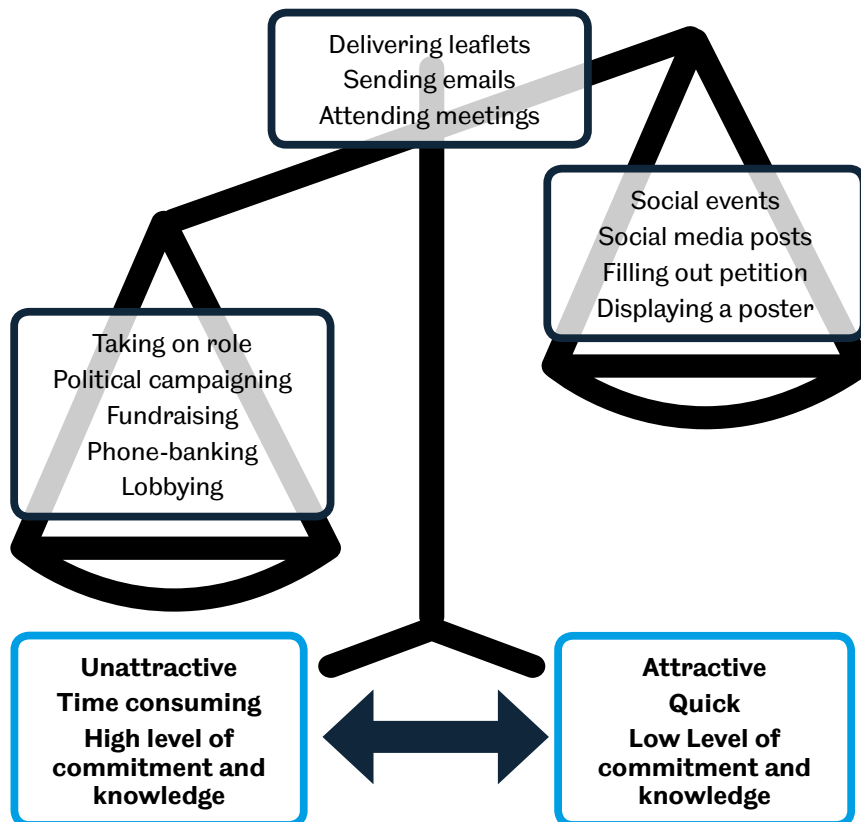 Delivering leaflets
Sending emails
Attending meetings
Social events
Social media posts
Filling out petition
Displaying a poster
Taking on role
Political campaigning
Fundraising
Phone-banking
Lobbying
Unattractive
Time consuming
High level of
commitment and
knowledge
Attractive
Quick
Low Level of
commitment and
knowledge